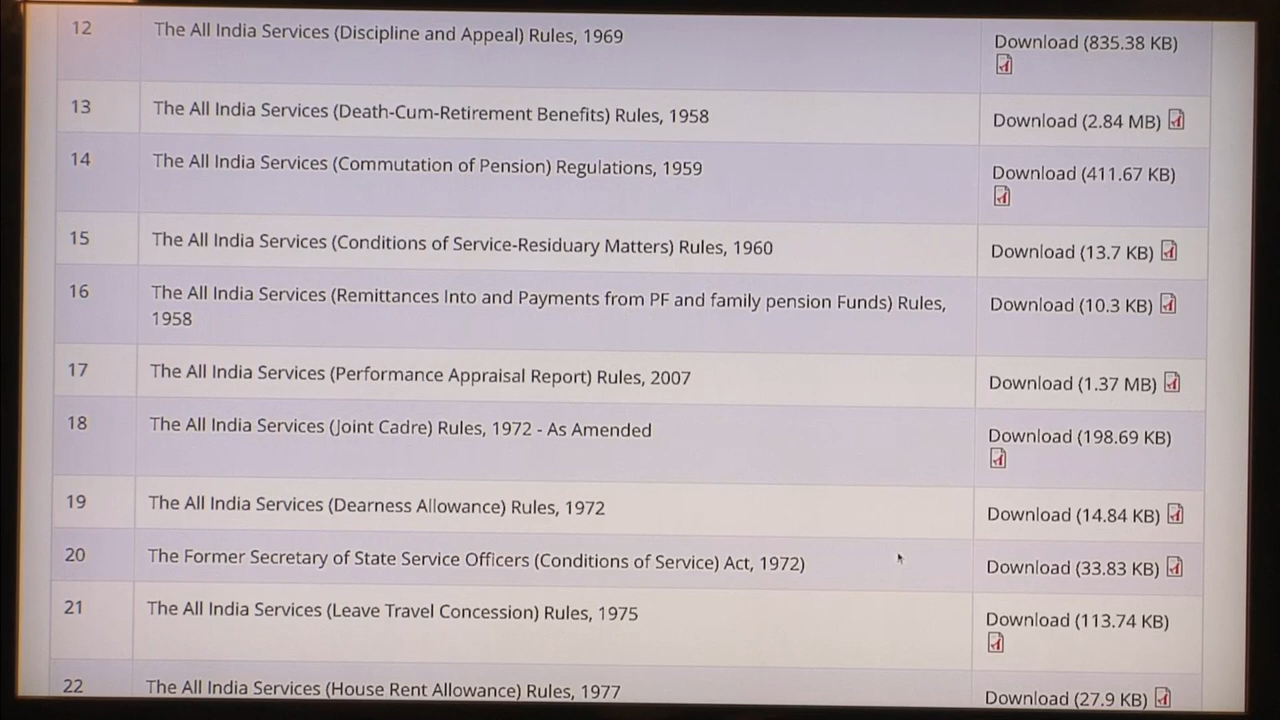 12 The All India Services (Discipline and Appeal) Rules, 1969 Download (835.38 KB)
13 The All India Services (Death-Cum-Retirement Benefits) Rules, 1958 Download (2.84 MB)
14 The All India Services (Commutation of Pension) Regulations, 1959 Download (411.67 KB)
15 The All India Services (Conditions of Service-Residuary Matters) Rules, 1960 Download (13.7 KB)
16 The All India Services (Remittances Into and Payments from PF and family pension Funds) Rules, Download (10.3 KB)
1958
17 The All India Services (Performance Appraisal Report) Rules, 2007 Download (1.37 MB)
18 The All India Services (Joint Cadre) Rules, 1972 - As Amended Download (198.69 KB)
19 The All India Services (Dearness Allowance) Rules, 1972 Download (14.84 KB)
20 The Former Secretary of State Service Officers (Conditions of Service) Act, 1972) Download (33.83 KB)
21 The All India Services (Leave Travel Concession) Rules, 1975 Download (113.74 KB)
22 The All India Services (House Rent Allowance) Rules, 1977 Download (27.9 KB)